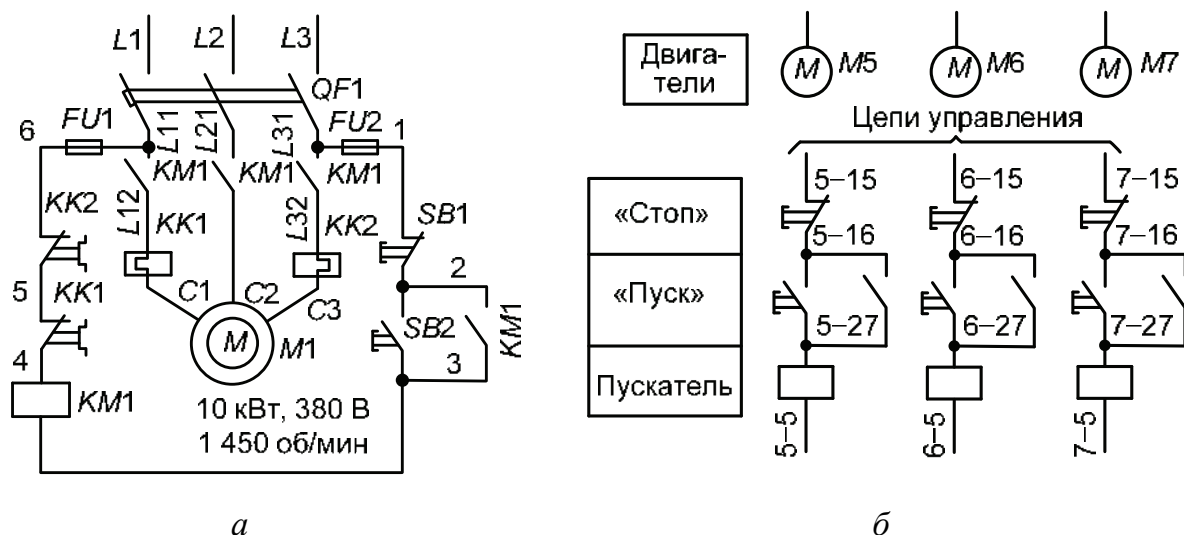 L1 L2 L3
QF1
6 FU1 L11 L21 L31 FU2 1
KM1 KM1 KM1
KK2 L12 KK1 L32 KK2 SB1
2
5 KK1 C1 C2 C3
SB2 KM1
4 M M1 3
KM1
10 кВт, 380 В
1 450 об/мин
а
Двига-
тели
M M5 M M6 M M7
Цепи управления
5–15 6–15 7–15
«Стоп»
5–16 6–16 7–16
«Пуск»
5–27 6–27 7–27
Пускатель
5–5 6–5 7–5
б